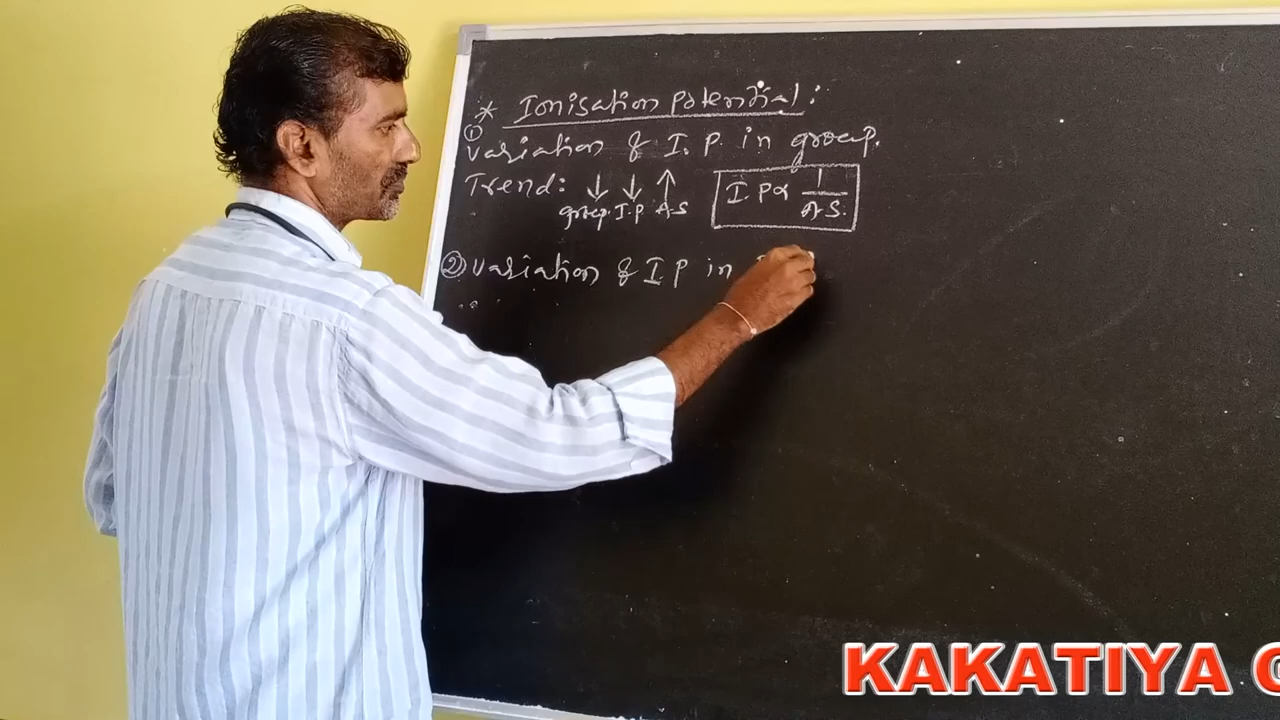 * Ionisation Potential :
① Variation of I. P. in group.
Trend : ↓ ↓ ↑
group I.P A.S
I. P ∝ 1/A.S.
② Variation of I. P in
KAKATIYA G